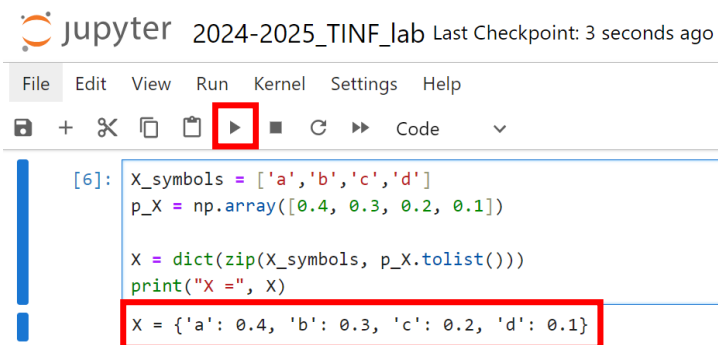 jupyter 2024-2025_TINF_lab Last Checkpoint: 3 seconds ago
File Edit View Run Kernel Settings Help
Code
[6]: X_symbols = ['a','b','c','d']
p_X = np.array([0.4, 0.3, 0.2, 0.1])
X = dict(zip(X_symbols, p_X.tolist()))
print("X =", X)
X = {'a': 0.4, 'b': 0.3, 'c': 0.2, 'd': 0.1}